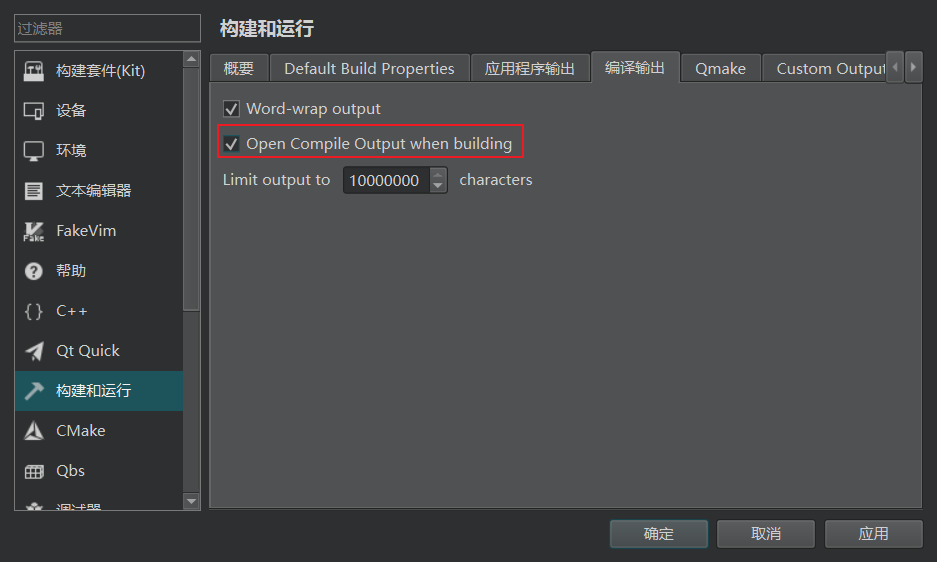 过滤器
构建套件(Kit)
设备
环境
文本编辑器
FakeVim
帮助
C++
Qt Quick
构建和运行
CMake
Qbs
调试器
构建和运行
概要 Default Build Properties 应用程序输出 编译输出 Qmake Custom Output
Word-wrap output
Open Compile Output when building
Limit output to 10000000 characters
确定 取消 应用